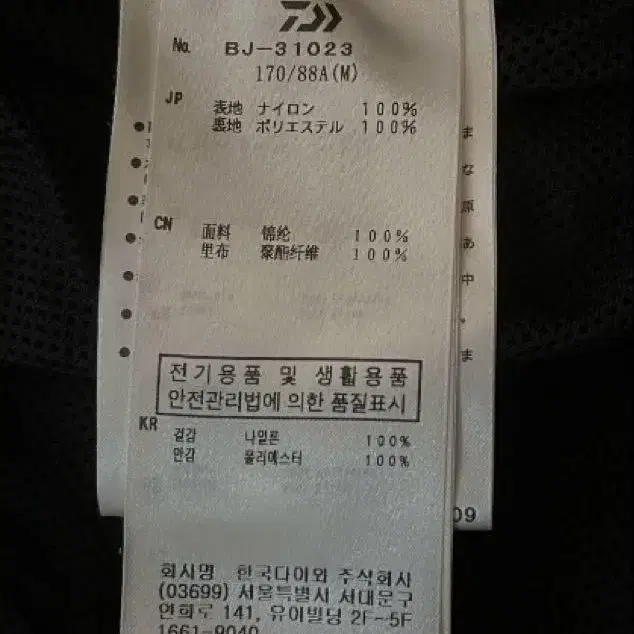 No. BJ-31023
170/88A(M)
JP
表地 ナイロン 100%
裏地 ポリエステル 100%
CN
面料 锦纶 100%
里布 聚酯纤维 100%
전기용품 및 생활용품
안전관리법에 의한 품질표시
KR
겉감 나일론 100%
안감 폴리에스터 100%
회사명 한국다이와 주식회사
(03699) 서울특별시 서대문구
연희로 141, 유어빌딩 2F~5F
1661-9040
ま
な
原
あ
中
・
ま
09